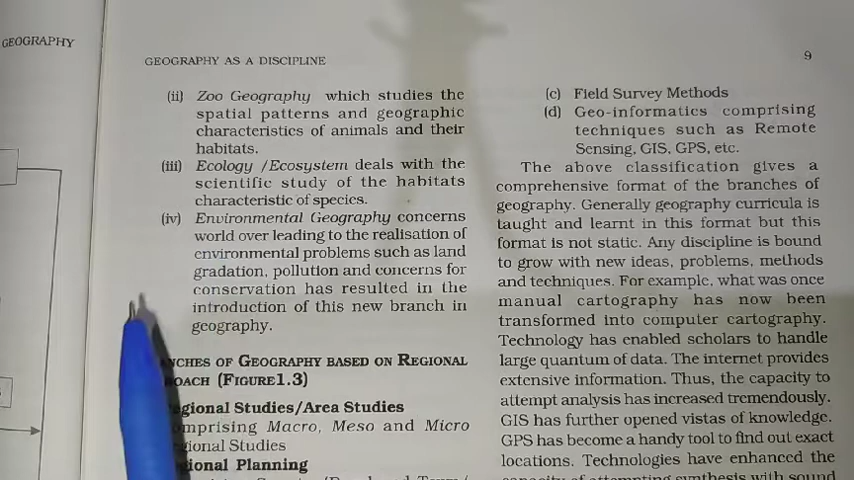 GEOGRAPHY
GEOGRAPHY AS A DISCIPLINE
9
(ii) Zoo Geography which studies the
spatial patterns and geographic
characteristics of animals and their
habitats.
(iii) Ecology /Ecosystem deals with the
scientific study of the habitats
characteristic of species.
(iv) Environmental Geography concerns
world over leading to the realisation of
environmental problems such as land
gradation, pollution and concerns for
conservation has resulted in the
introduction of this new branch in
geography.
OF GEOGRAPHY BASED ON REGIONAL
(FIGURE1.3)
Studies/Area Studies
Macro, Meso and Micro
Studies
Planning
(c) Field Survey Methods
(d) Geo-informatics comprising
techniques such as Remote
Sensing, GIS, GPS, etc.
The above classification gives a
comprehensive format of the branches of
geography. Generally geography curricula is
taught and learnt in this format but this
format is not static. Any discipline is bound
to grow with new ideas, problems, methods
and techniques. For example, what was once
manual cartography has now been
transformed into computer cartography.
Technology has enabled scholars to handle
large quantum of data. The internet provides
extensive information. Thus, the capacity to
attempt analysis has increased tremendously.
GIS has further opened vistas of knowledge.
GPS has become a handy tool to find out exact
locations. Technologies have enhanced the
capacity of attempting synthesis with sound